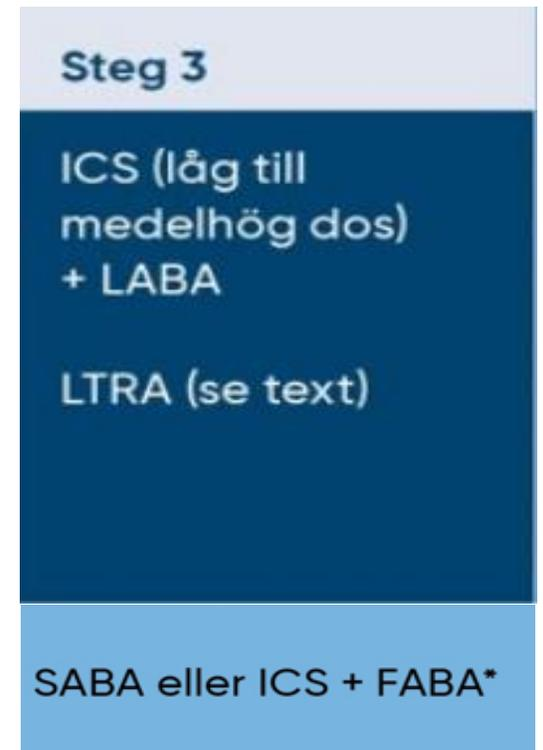 Steg 3
ICS (låg till
medelhög dos)
+ LABA
LTRA (se text)
SABA eller ICS + FABA*